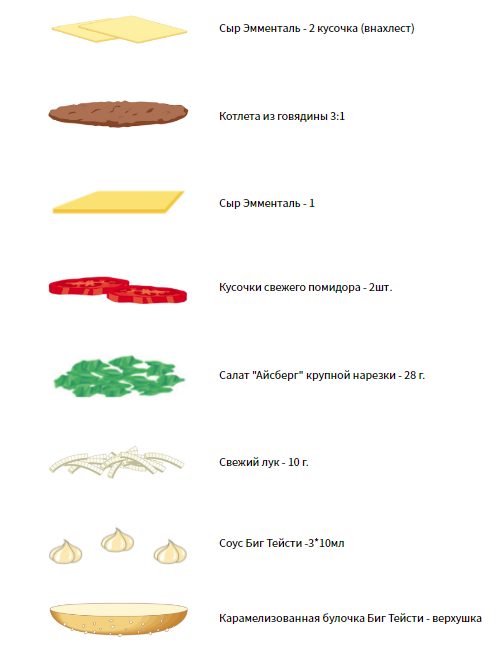 Сыр Эмменталь - 2 кусочка (внахлест)
Котлета из говядины 3:1
Сыр Эмменталь - 1
Кусочки свежего помидора - 2шт.
Салат "Айсберг" крупной нарезки - 28 г.
Свежий лук - 10 г.
Соус Биг Тейсти -3*10мл
Карамелизованная булочка Биг Тейсти - верхушка